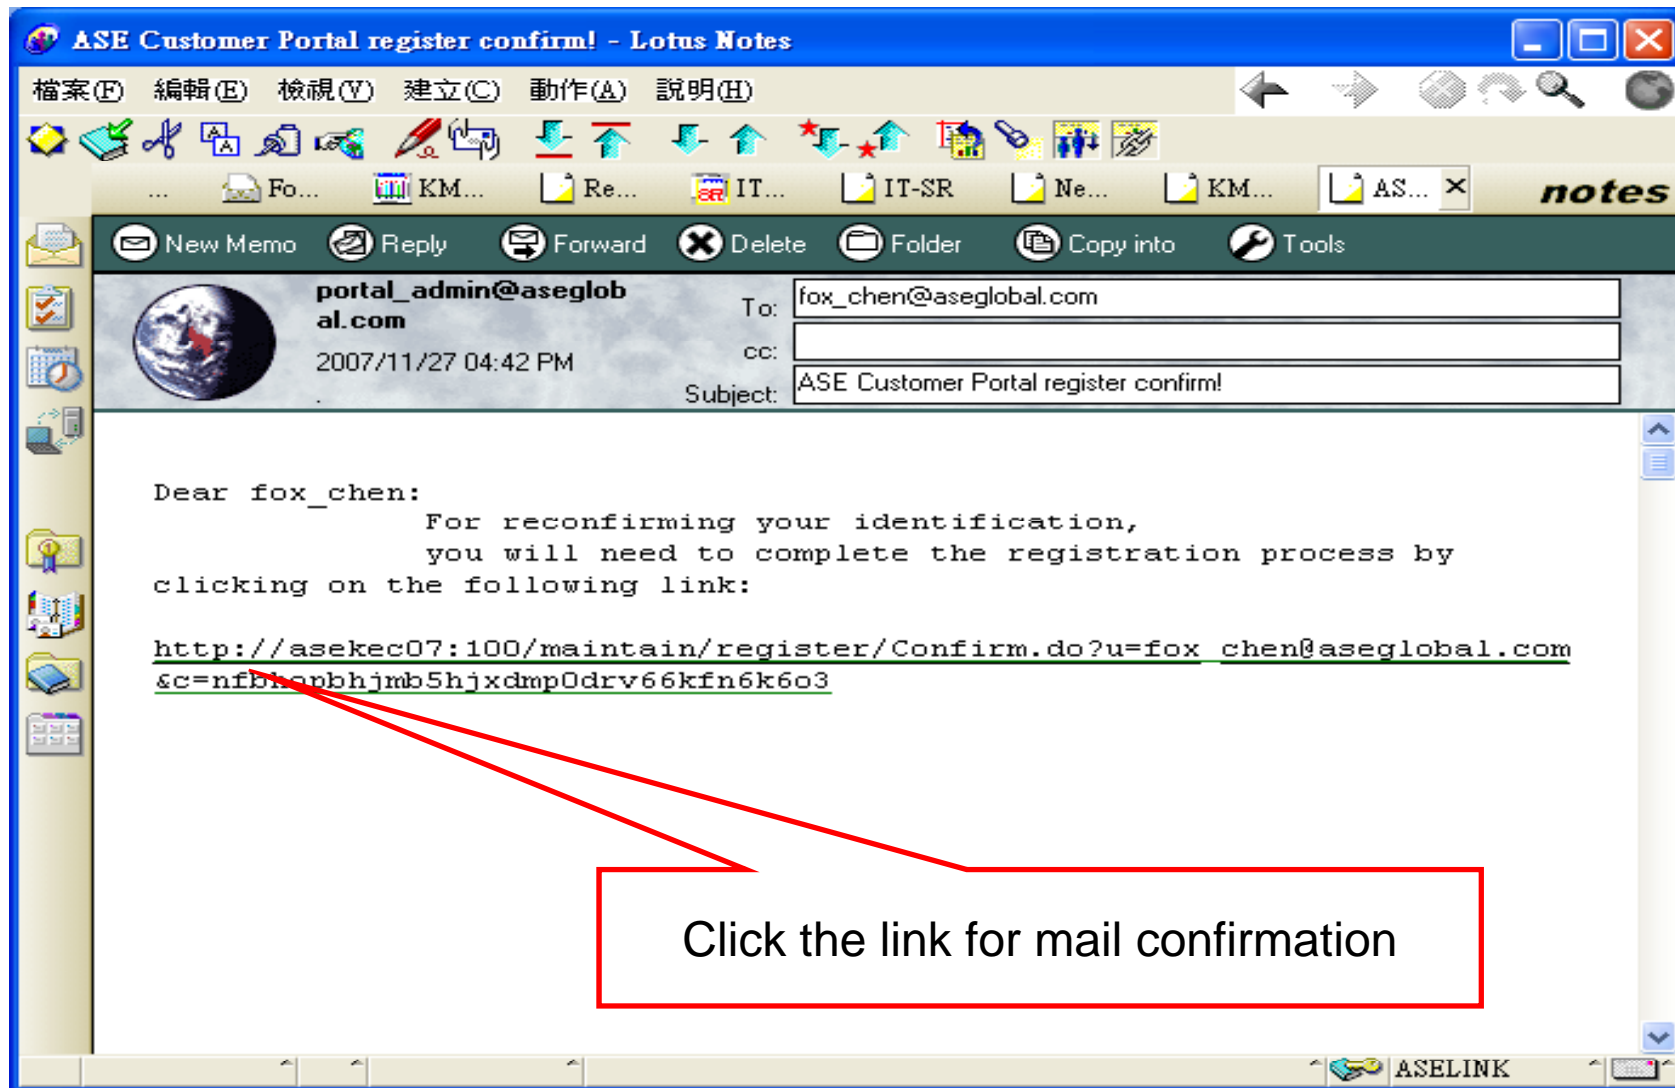 ASE Customer Portal register confirm! - Lotus Notes
檔案(F) 編輯(E) 檢視(V) 建立(C) 動作(A) 說明(H)
... Fo... KM... Re... IT... IT-SR Ne... KM... AS... notes
New Memo Reply Forward Delete Folder Copy into Tools
portal_admin@aseglob
al.com
2007/11/27 04:42 PM
.
To: fox_chen@aseglobal.com
cc:
Subject: ASE Customer Portal register confirm!
Dear fox_chen:
For reconfirming your identification,
you will need to complete the registration process by
clicking on the following link:
http://asekec07:100/maintain/register/Confirm.do?u=fox_chen@aseglobal.com
&c=nfbhopbhjmb5hjxdmp0drv66kfn6k6o3
Click the link for mail confirmation
ASELINK